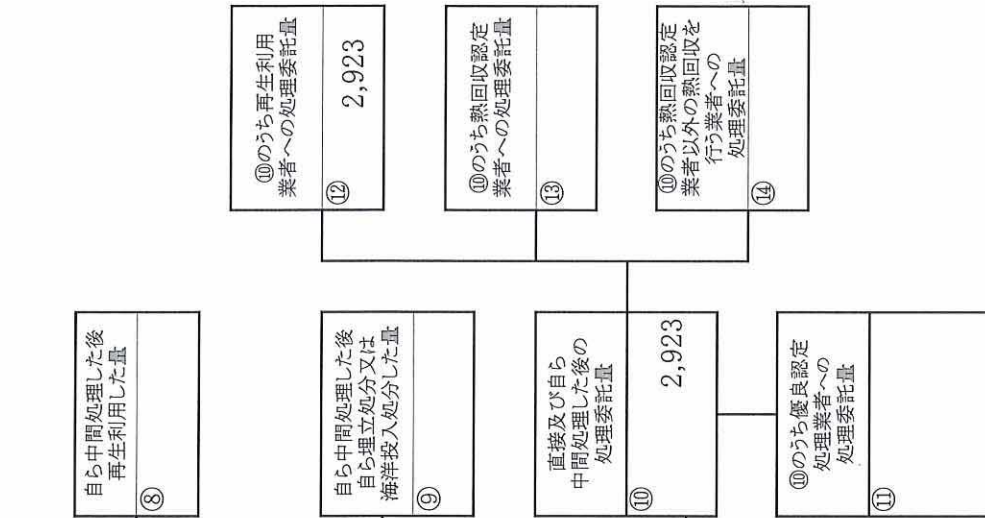 自ら中間処理した後
再生利用した量
⑧
自ら中間処理した後
自ら埋立処分又は
海洋投入処分した量
⑨
直接及び自ら
中間処理した後の
処理委託量
⑩
2,923
⑩のうち優良認定
処理業者への
処理委託量
⑪
⑩のうち再生利用
業者への処理委託量
⑫
2,923
⑩のうち熱回収認定
業者への処理委託量
⑬
⑩のうち熱回収認定
業者以外の熱回収を
行う業者への
処理委託量
⑭